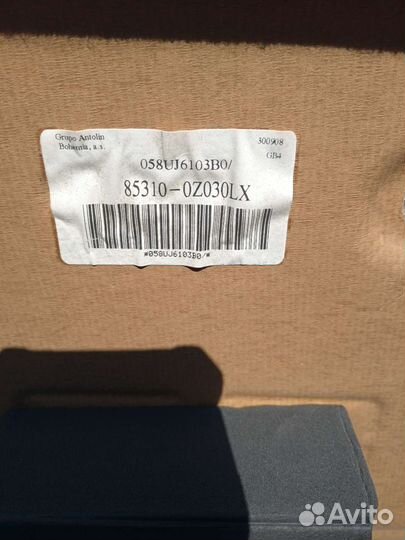 Grupo Antolin
Bohemia, a.s.
300908
GB4
058UJ6103B0/
85310-0Z030LX
*058UJ6103B0/*
Avito